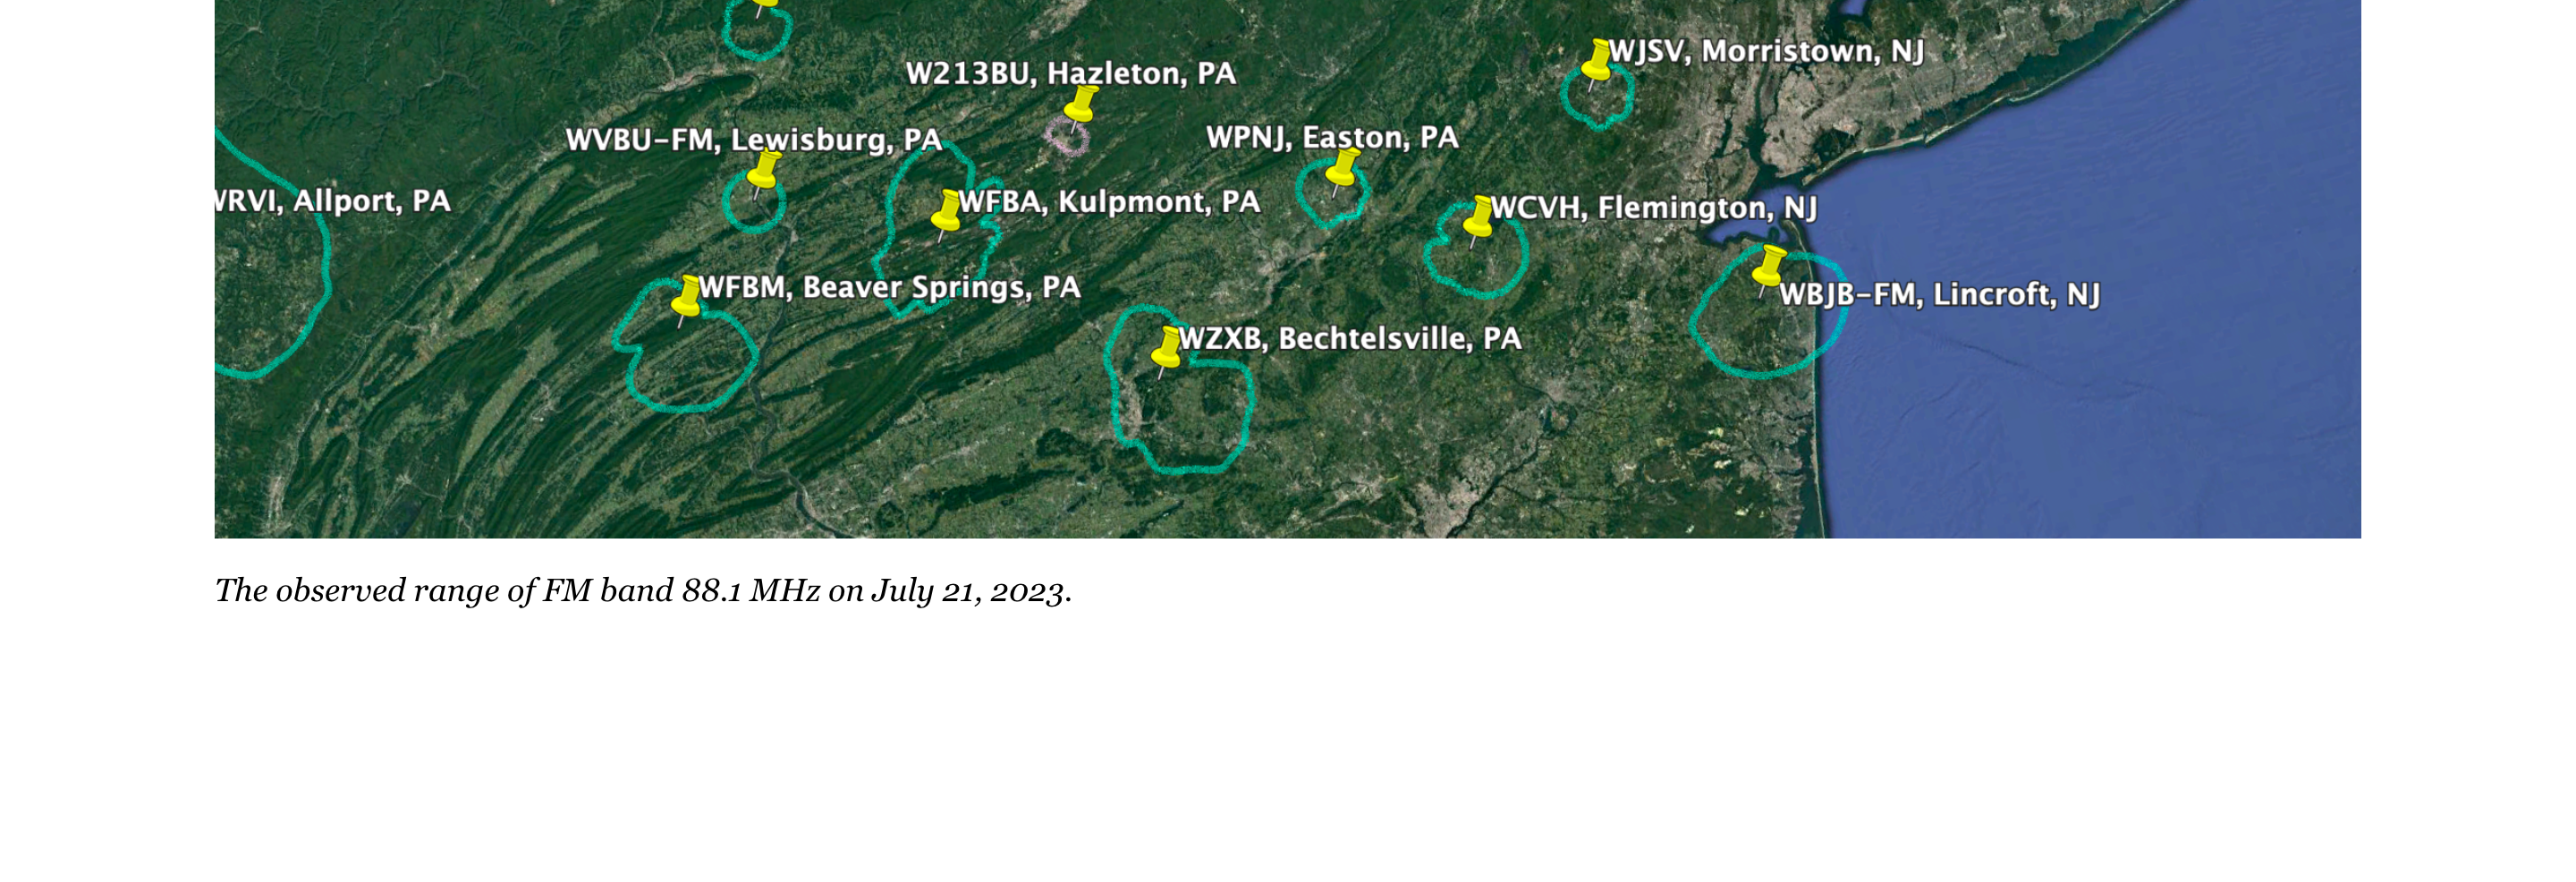 WJSV, Morristown, NJ
W213BU, Hazleton, PA
WVBU-FM, Lewisburg, PA
WPNJ, Easton, PA
WRVI, Allport, PA
WFBA, Kulpmont, PA
WCVH, Flemington, NJ
WFBM, Beaver Springs, PA
WBJB-FM, Lincroft, NJ
WZXB, Bechtelsville, PA
The observed range of FM band 88.1 MHz on July 21, 2023.